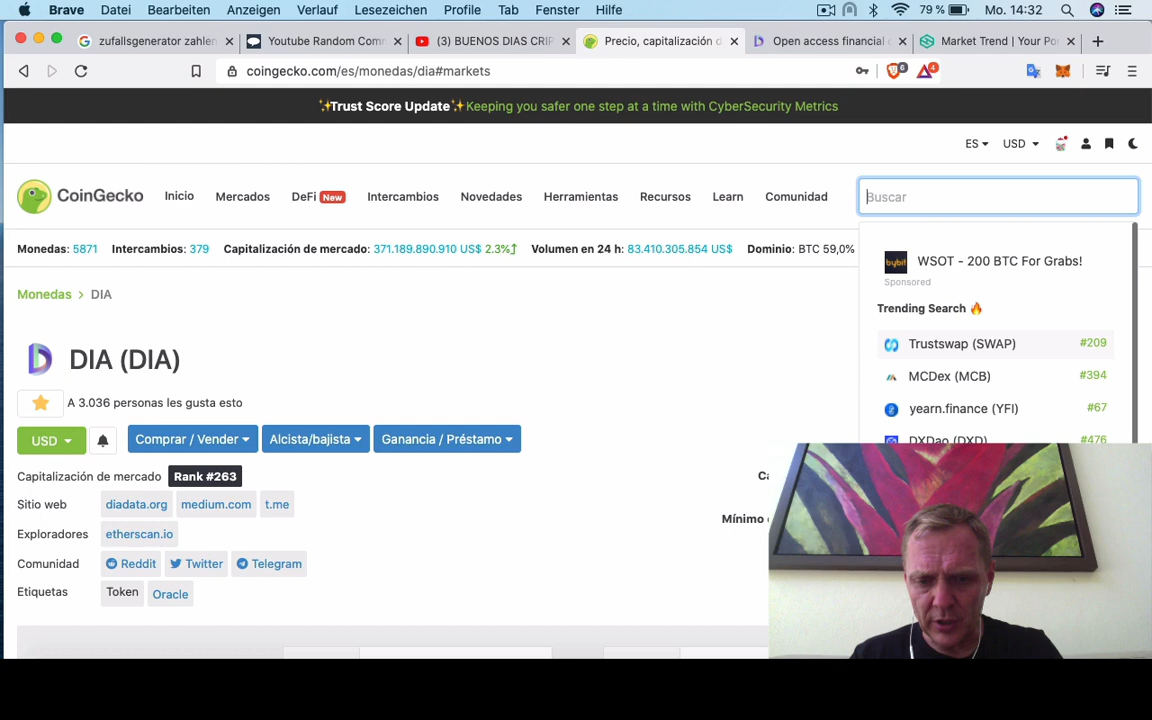 Brave Datei Bearbeiten Anzeigen Verlauf Lesezeichen Profile Tab Fenster Hilfe 79 % Mo. 14:32
zufallsgenerator zahlen Youtube Random Com (3) BUENOS DIAS CRIP Precio, capitalización d Open access financial Market Trend | Your Po
coingecko.com/es/monedas/dia#markets 6 4
✨Trust Score Update✨Keeping you safer one step at a time with CyberSecurity Metrics
ES USD
CoinGecko Inicio Mercados DeFi New Intercambios Novedades Herramientas Recursos Learn Comunidad Buscar
Monedas: 5871 Intercambios: 379 Capitalización de mercado: 371.189.890.910 US$ 2.3% Volumen en 24 h: 83.410.305.854 US$ Dominio: BTC 59,0%
bybit WSOT - 200 BTC For Grabs!
Sponsored
Monedas > DIA
Trending Search 🔥
Trustswap (SWAP) #209
DIA (DIA)
MCDex (MCB) #394
A 3.036 personas les gusta esto
yearn.finance (YFI) #67
USD Comprar / Vender Alcista/bajista Ganancia / Préstamo
DXDao (DXD) #476
Capitalización de mercado Rank #263
Sitio web diadata.org medium.com t.me
Mínimo
Exploradores etherscan.io
Comunidad Reddit Twitter Telegram
Etiquetas Token Oracle